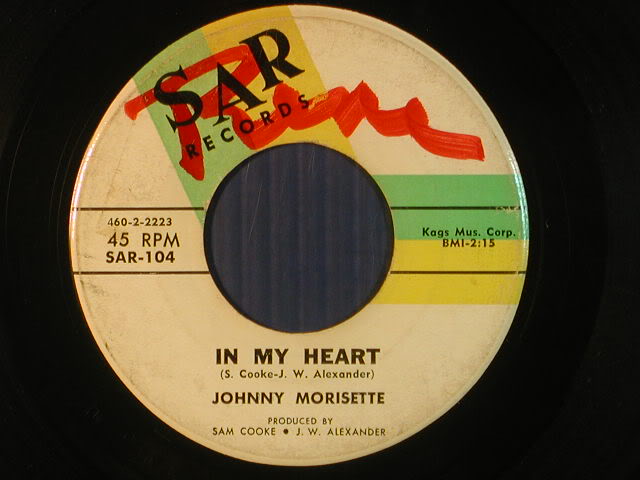 SAR
RECORDS
460-2-2223
45 RPM
SAR-104
Kags Mus. Corp.
BMI-2:15
IN MY HEART
(S. Cooke-J. W. Alexander)
JOHNNY MORISETTE
PRODUCED BY
SAM COOKE ● J. W. ALEXANDER